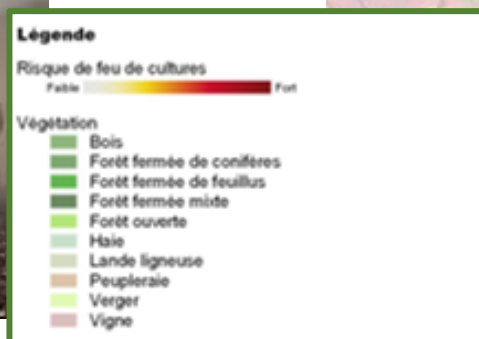 Légende
Risque de feu de cultures
Faible Fort
Végétation
Bois
Forêt fermée de conifères
Forêt fermée de feuillus
Forêt fermée mixte
Forêt ouverte
Haie
Lande ligneuse
Peupleraie
Verger
Vigne